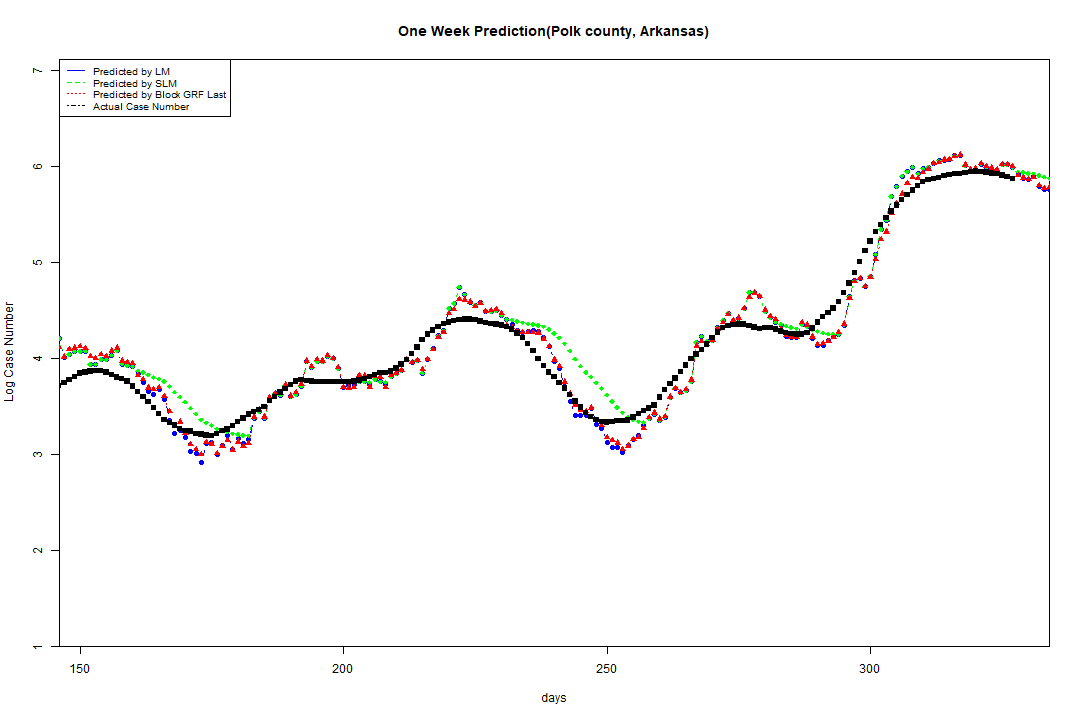 One Week Prediction(Polk county, Arkansas)
Predicted by LM
Predicted by SLM
Predicted by Block GRF Last
Actual Case Number
7
6
5
4
3
2
1
Log Case Number
150 200 250 300
days